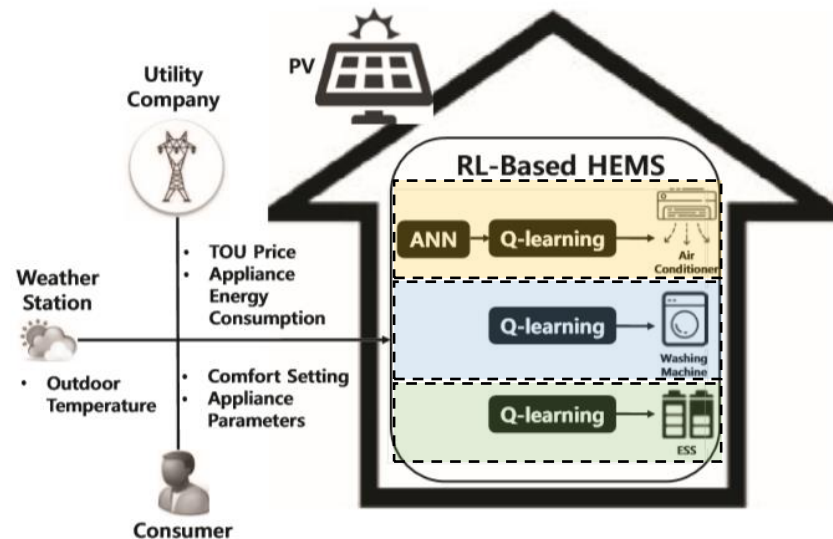 PV
Utility
Company
RL-Based HEMS
ANN
Q-learning
Air
Conditioner
• TOU Price
• Appliance
Energy
Consumption
Weather
Station
Q-learning
Washing
Machine
• Outdoor
Temperature
• Comfort Setting
• Appliance
Parameters
Q-learning
ESS
Consumer